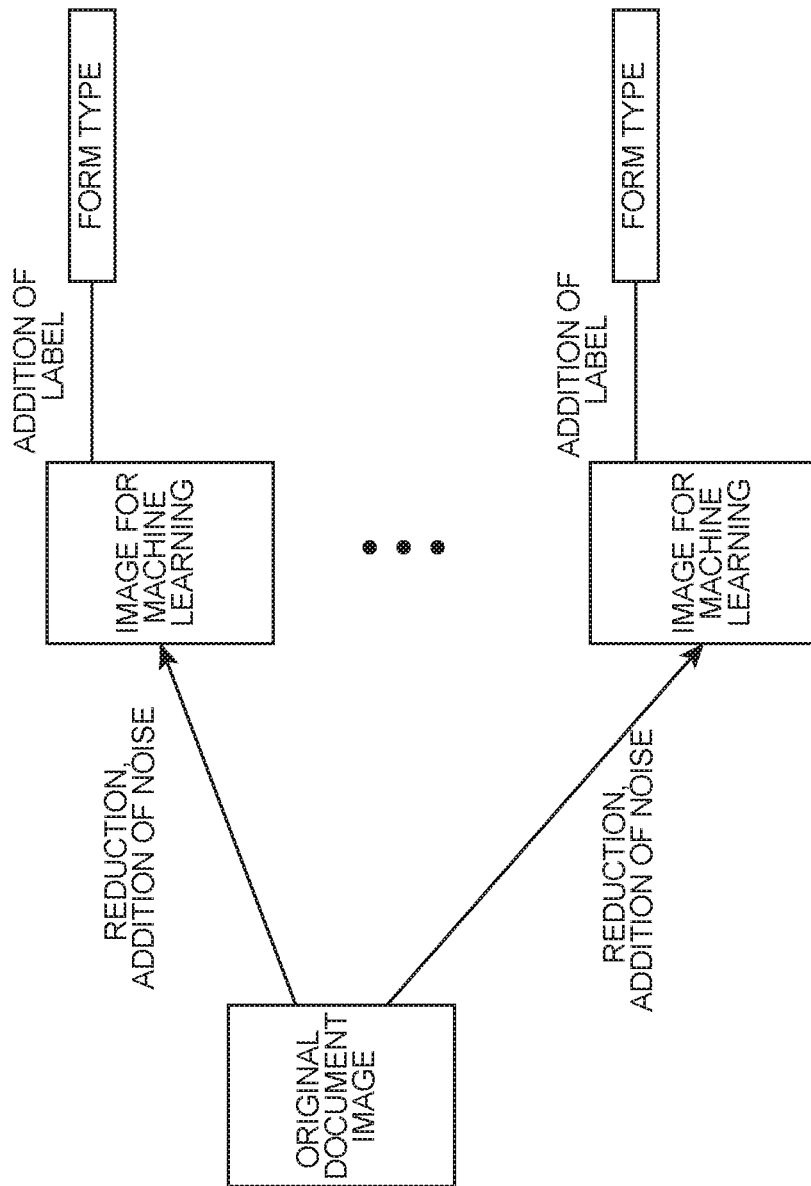 ORIGINAL
DOCUMENT
IMAGE
REDUCTION,
ADDITION OF NOISE
IMAGE FOR
MACHINE
LEARNING
ADDITION OF
LABEL
FORM TYPE
REDUCTION,
ADDITION OF NOISE
IMAGE FOR
MACHINE
LEARNING
ADDITION OF
LABEL
FORM TYPE